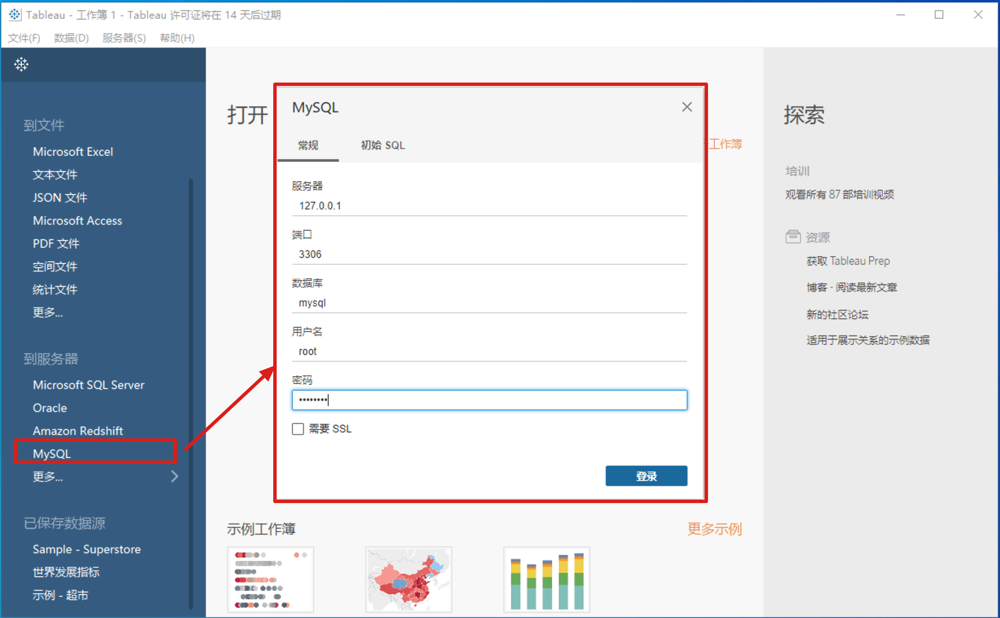 Tableau - 工作簿 1 - Tableau 许可证将在 14 天后过期
文件(F) 数据(D) 服务器(S) 帮助(H)
到文件
Microsoft Excel
文本文件
JSON 文件
Microsoft Access
PDF 文件
空间文件
统计文件
更多...
到服务器
Microsoft SQL Server
Oracle
Amazon Redshift
MySQL
更多...
已保存数据源
Sample - Superstore
世界发展指标
示例 - 超市
打开
工作簿
MySQL
常规 初始 SQL
服务器
127.0.0.1
端口
3306
数据库
mysql
用户名
root
密码
••••••••
需要 SSL
登录
示例工作簿 更多示例
探索
培训
观看所有 87 部培训视频
资源
获取 Tableau Prep
博客 - 阅读最新文章
新的社区论坛
适用于展示关系的示例数据